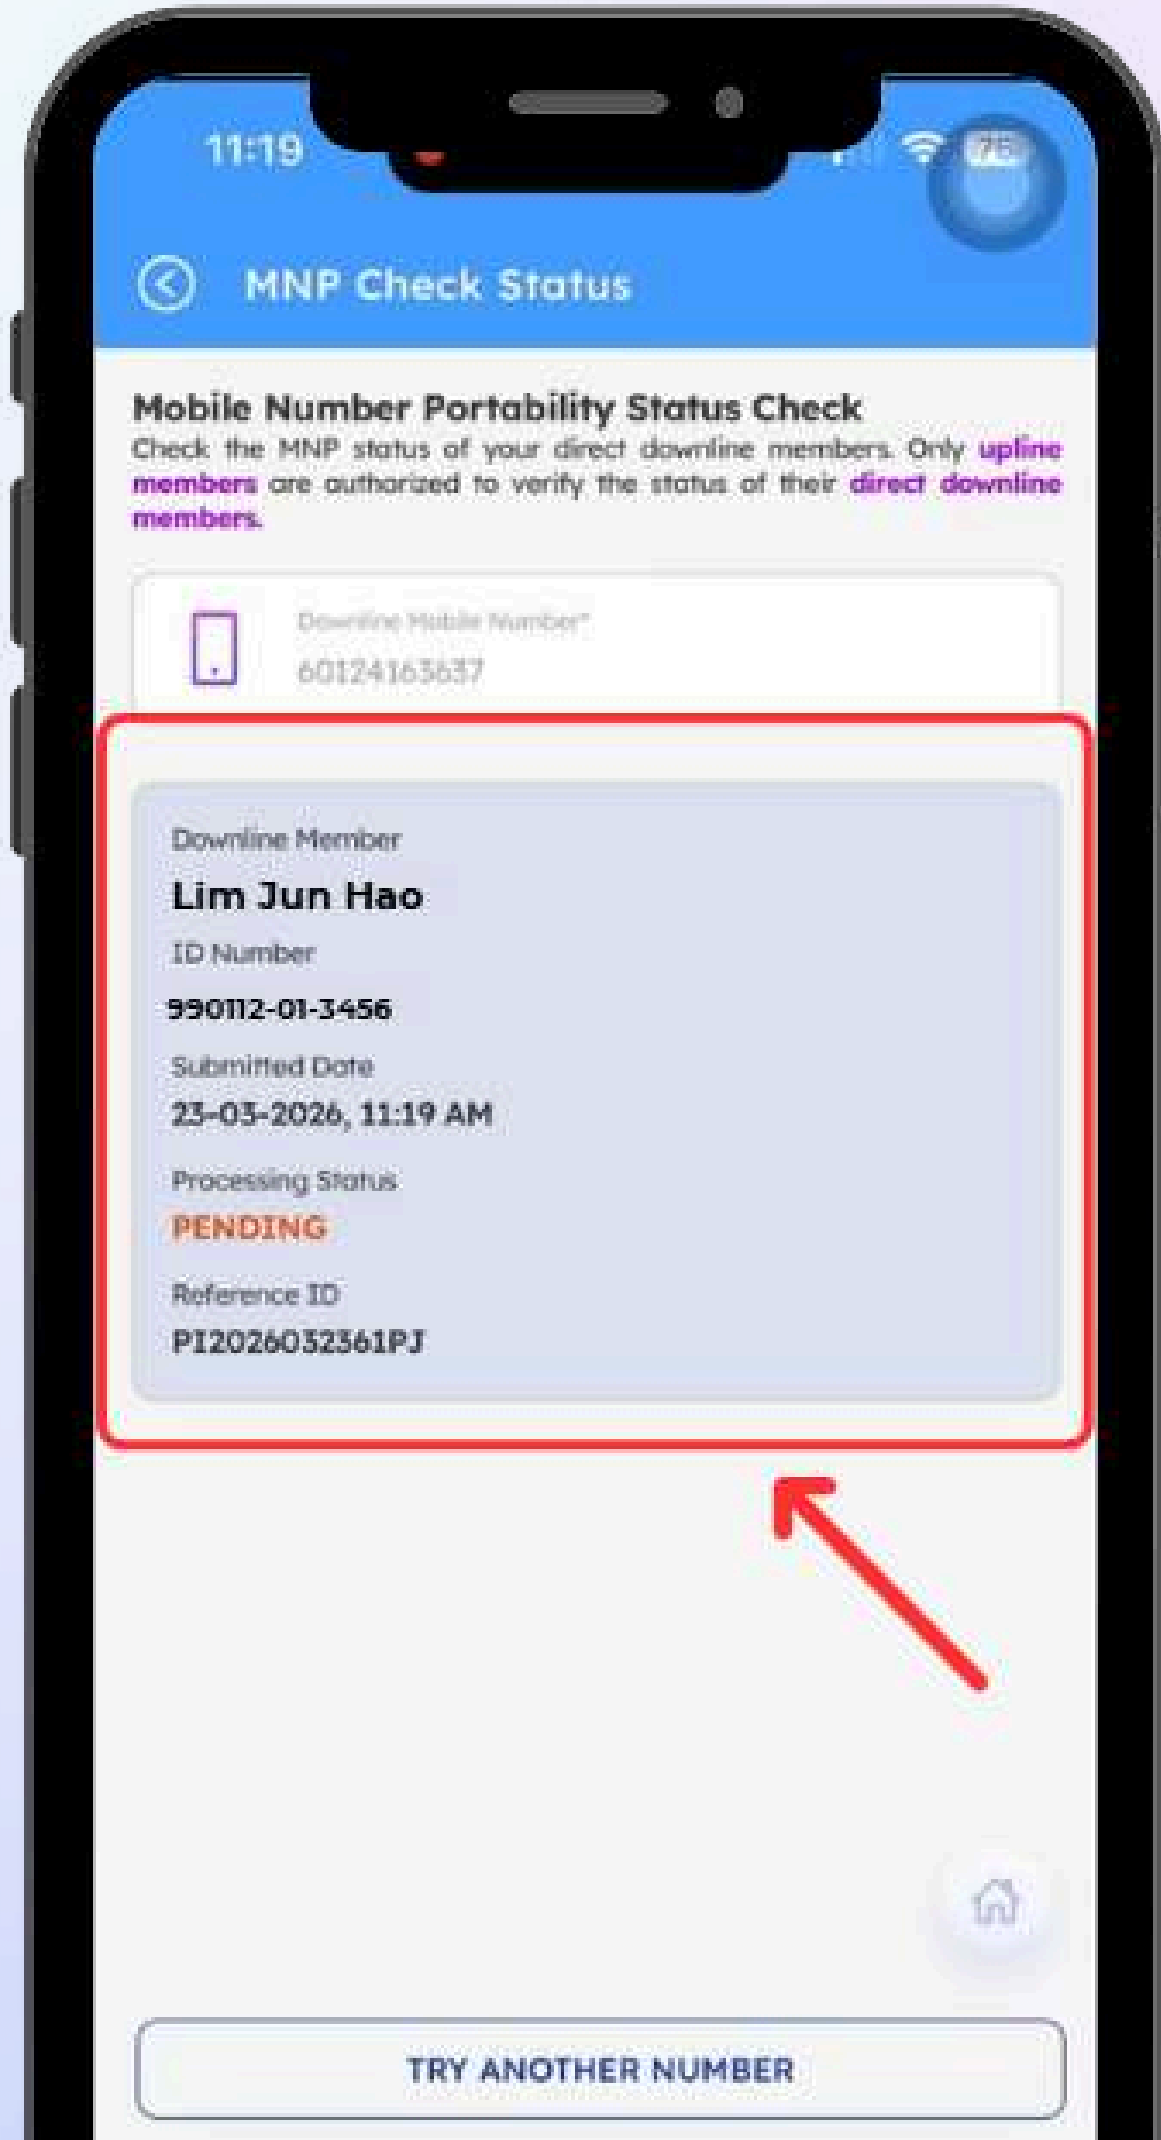 11:19
76
MNP Check Status
Mobile Number Portability Status Check
Check the MNP status of your direct downline members. Only upline
members are authorized to verify the status of their direct downline
members.
Downline Mobile Number*
60124163637
Downline Member
Lim Jun Hao
ID Number
990112-01-3456
Submitted Date
23-03-2026, 11:19 AM
Processing Status
PENDING
Reference ID
PI2026032361PJ
TRY ANOTHER NUMBER